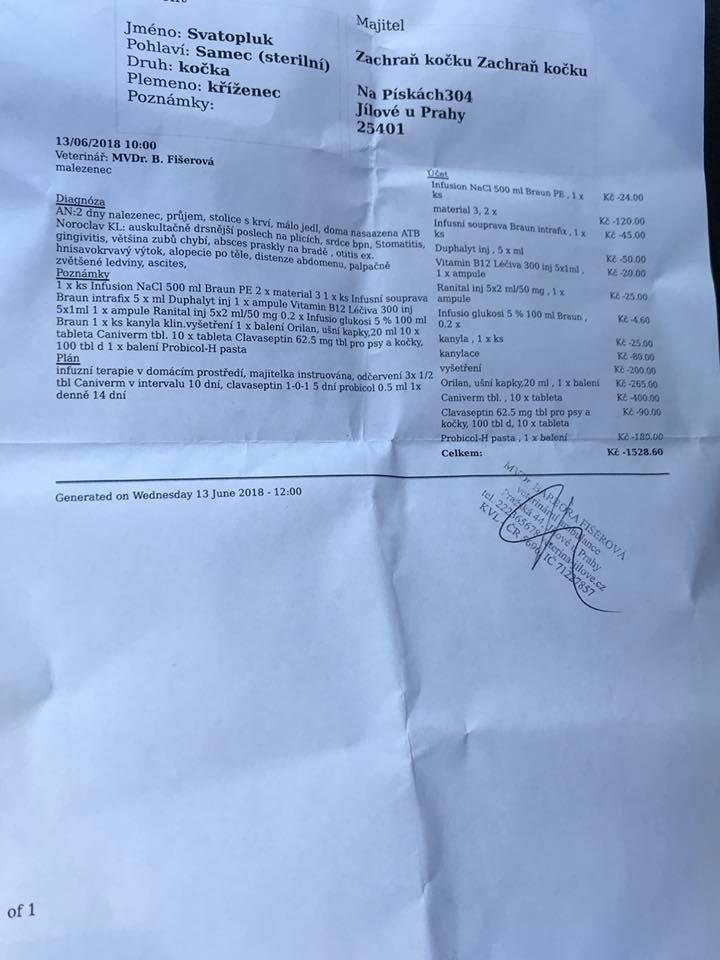 Jméno: Svatopluk
Pohlaví: Samec (sterilní)
Druh: kočka
Plemeno: kříženec
Poznámky:
Majitel
Zachraň kočku Zachraň kočku
Na Pískách304
Jílové u Prahy
25401
13/06/2018 10:00
Veterinář: MVDr. B. Fišerová
malezenec
Diagnóza
AN:2 dny nalezenec, průjem, stolice s krví, málo jedl, doma nasaazena ATB
Noroclav KL: auskultačně drsnější poslech na plicích, srdce bpn, Stomatitis,
gingivitis, většina zubů chybí, absces prasklý na bradě , otitis ex.
hnisavokrvavý výtok, alopecie po těle, distenze abdomenu, palpačně
zvětšené ledviny, ascites,
Poznámky
1 x ks Infusion NaCl 500 ml Braun PE 2 x material 3 1 x ks Infusní souprava
Braun intrafix 5 x ml Duphalyt inj 1 x ampule Vitamin B12 Léčiva 300 inj
5x1ml 1 x ampule Ranital inj 5x2 ml/50 mg 0.2 x Infusio glukosi 5 % 100 ml
Braun 1 x ks kanyla klin.vyšetření 1 x balení Orilan, ušní kapky,20 ml 10 x
tableta Caniverm tbl. 10 x tableta Clavaseptin 62.5 mg tbl pro psy a kočky,
100 tbl d 1 x balení Probicol-H pasta
Plán
infuzní terapie v domácím prostředí, majitelka instruována, odčervení 3x 1/2
tbl Caniverm v intervalu 10 dní, clavaseptin 1-0-1 5 dní probicol 0.5 ml 1x
denně 14 dní
Účet
Infusion NaCl 500 ml Braun PE , 1 x
ks Kč -24.00
material 3, 2 x Kč -120.00
Infusní souprava Braun intrafix , 1 x
ks Kč -45.00
Duphalyt inj , 5 x ml Kč -50.00
Vitamin B12 Léčiva 300 inj 5x1ml ,
1 x ampule Kč -20.00
Ranital inj 5x2 ml/50 mg , 1 x
ampule Kč -25.00
Infusio glukosi 5 % 100 ml Braun ,
0.2 x Kč -4.60
kanyla , 1 x ks Kč -25.00
kanylace Kč -80.00
vyšetření Kč -200.00
Orilan, ušní kapky,20 ml , 1 x balení Kč -265.00
Caniverm tbl. , 10 x tableta Kč -400.00
Clavaseptin 62.5 mg tbl pro psy a
kočky, 100 tbl d, 10 x tableta Kč -90.00
Probicol-H pasta , 1 x balení Kč -180.00
Celkem: Kč -1528.60
Generated on Wednesday 13 June 2018 - 12:00
MVDr. BARBORA FIŠEROVÁ
veterinární ambulance
Pražská 44, Jílové u Prahy
KVL ČR
of 1